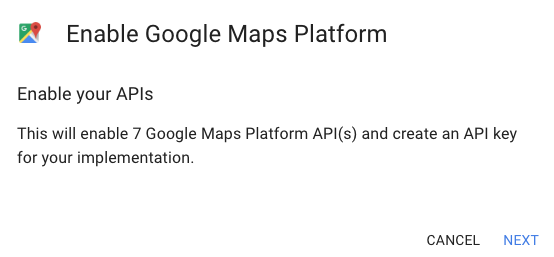 Enable Google Maps Platform
Enable your APIs
This will enable 7 Google Maps Platform API(s) and create an API key
for your implementation.
CANCEL NEXT